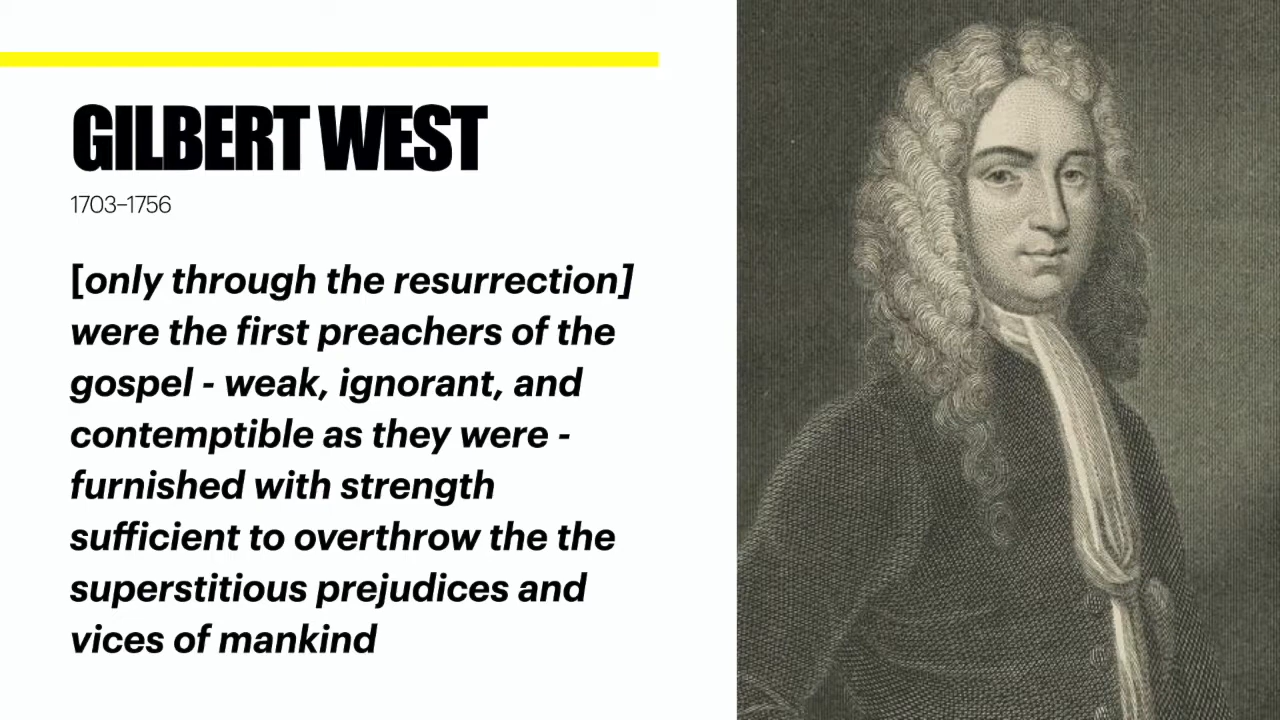 GILBERT WEST
1703–1756
[only through the resurrection]
were the first preachers of the
gospel - weak, ignorant, and
contemptible as they were -
furnished with strength
sufficient to overthrow the the
superstitious prejudices and
vices of mankind